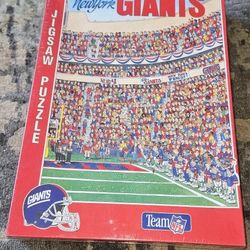 New York
GIANTS
JIGSAW PUZZLE
GIANTS
Team NFL